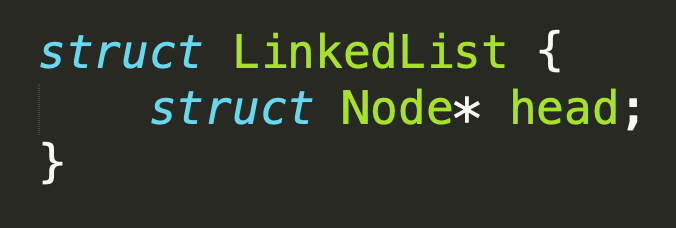 struct LinkedList {
    struct Node* head;
}